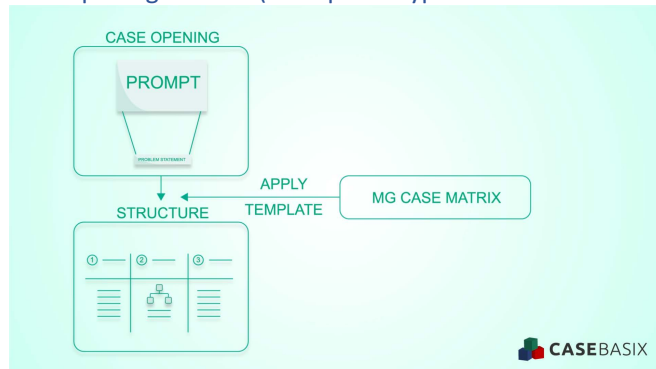 CASE OPENING
PROMPT
PROBLEM STATEMENT
APPLY
TEMPLATE
MG CASE MATRIX
STRUCTURE
1 2 3
CASEBASIX